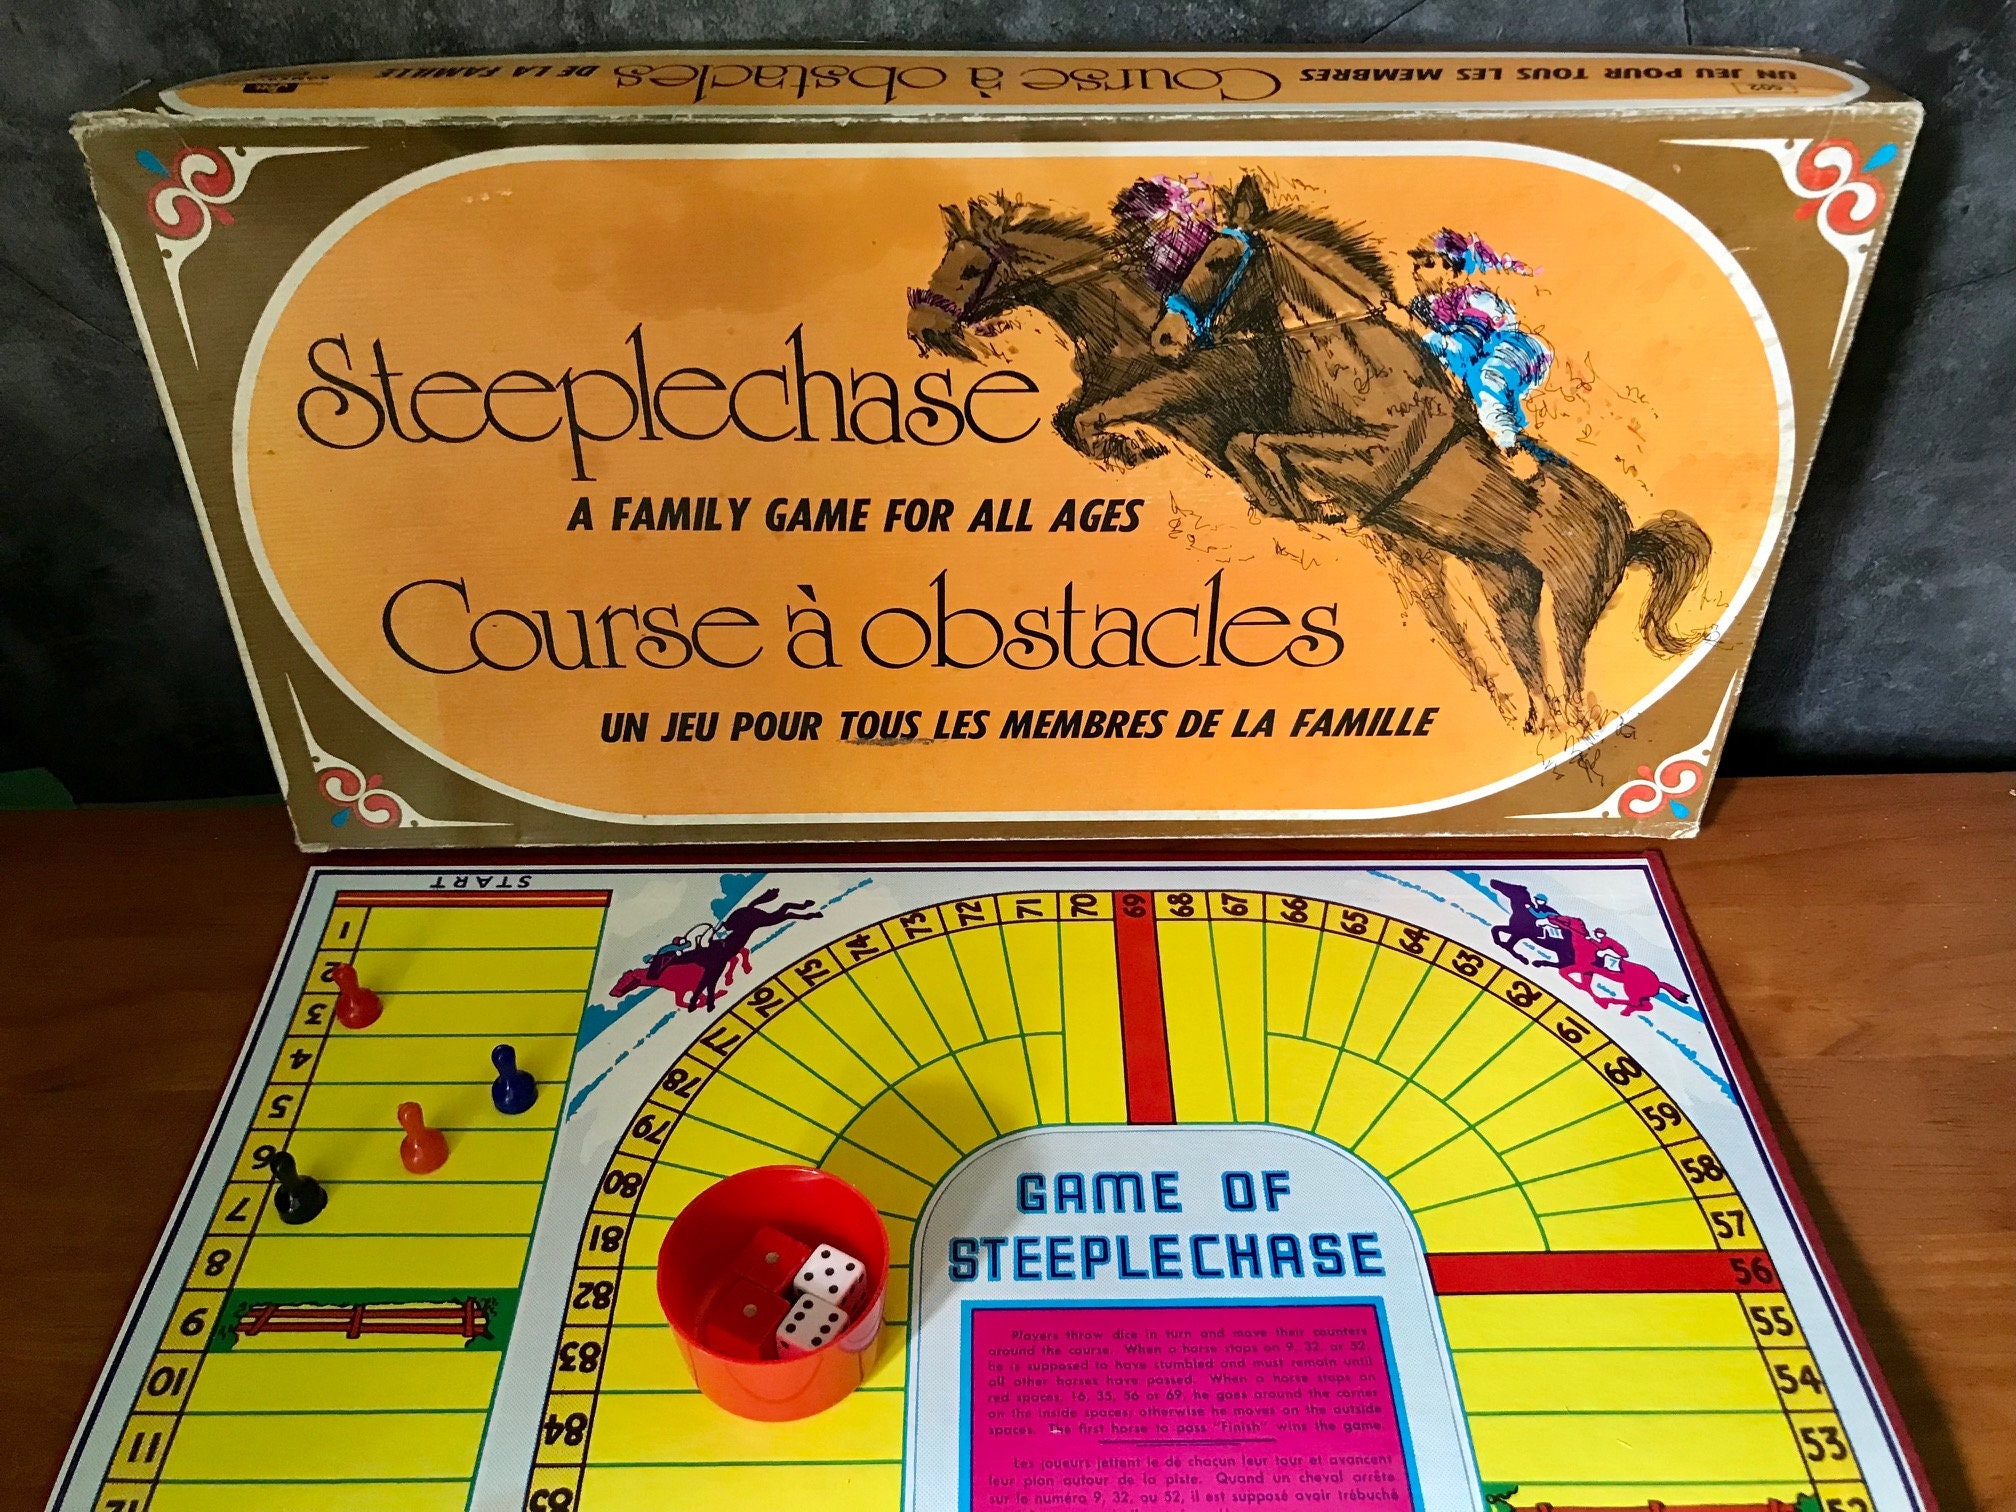 UN JEU POUR TOUS LES MEMBRES Course à obstacles DE LA FAMILLE
602
Steeplechase
A FAMILY GAME FOR ALL AGES
Course à obstacles
UN JEU POUR TOUS LES MEMBRES DE LA FAMILLE
START
1
2
3
4
5
6
7
8
9
10
11
12
85
84
83
82
81
80
79
78
77
76
75
74
73
72
71
70
69
68
67
66
65
64
63
62
61
60
59
58
57
56
55
54
53
52
7
GAME OF
STEEPLECHASE
Players throw dice in turn and move their counters
around the course. When a horse stops on 9, 32, or 52,
he is supposed to have stumbled and must remain until
all other horses have passed. When a horse stops on
red spaces, 16, 35, 56 or 69, he goes around the corner
on the inside spaces; otherwise he moves on the outside
spaces. The first horse to pass "Finish" wins the game.
Les joueurs jettent le dé chacun leur tour et avancent
leur pion autour de la piste. Quand un cheval arrête
sur le numéro 9, 32, ou 52, il est supposé avoir trébuché